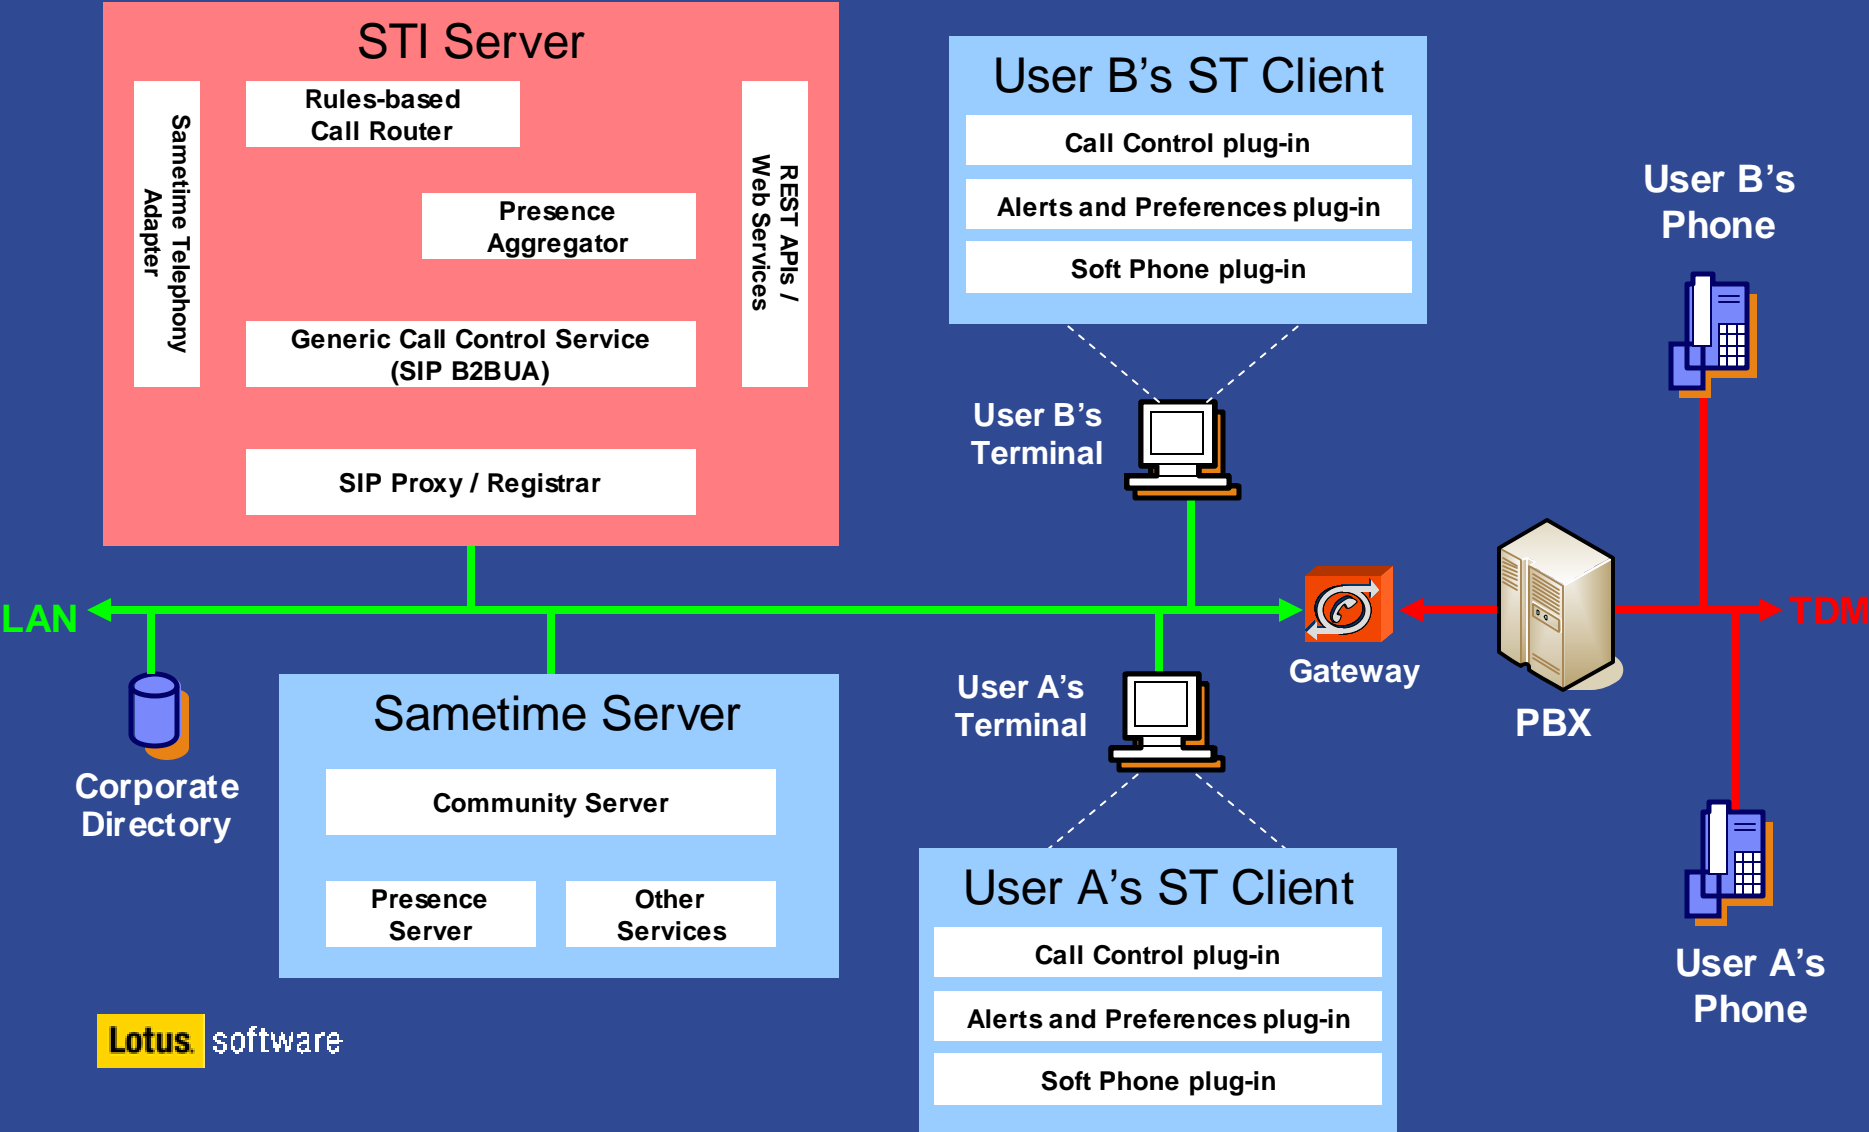 STI Server
Sametime Telephony
Adapter
Rules-based
Call Router
Presence
Aggregator
REST APIs /
Web Services
Generic Call Control Service
(SIP B2BUA)
SIP Proxy / Registrar
User B’s ST Client
Call Control plug-in
Alerts and Preferences plug-in
Soft Phone plug-in
User B’s
Phone
User B’s
Terminal
LAN
TDM
Gateway
PBX
User A’s
Terminal
Corporate
Directory
Sametime Server
Community Server
Presence
Server
Other
Services
User A’s ST Client
Call Control plug-in
Alerts and Preferences plug-in
Soft Phone plug-in
User A’s
Phone
Lotus. software